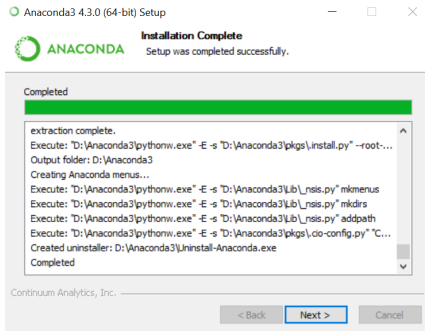 Anaconda3 4.3.0 (64-bit) Setup
ANACONDA
Installation Complete
Setup was completed successfully.
Completed
extraction complete.
Execute: "D:\Anaconda3\pythonw.exe" -E -s "D:\Anaconda3\pkgs\.install.py" --root-...
Output folder: D:\Anaconda3
Creating Anaconda menus...
Execute: "D:\Anaconda3\pythonw.exe" -E -s "D:\Anaconda3\Lib\_nsis.py" mkmenus
Execute: "D:\Anaconda3\pythonw.exe" -E -s "D:\Anaconda3\Lib\_nsis.py" mkdirs
Execute: "D:\Anaconda3\pythonw.exe" -E -s "D:\Anaconda3\Lib\_nsis.py" addpath
Execute: "D:\Anaconda3\pythonw.exe" -E -s "D:\Anaconda3\pkgs\.cio-config.py" "C...
Created uninstaller: D:\Anaconda3\Uninstall-Anaconda.exe
Completed
Continuum Analytics, Inc.
< Back Next > Cancel